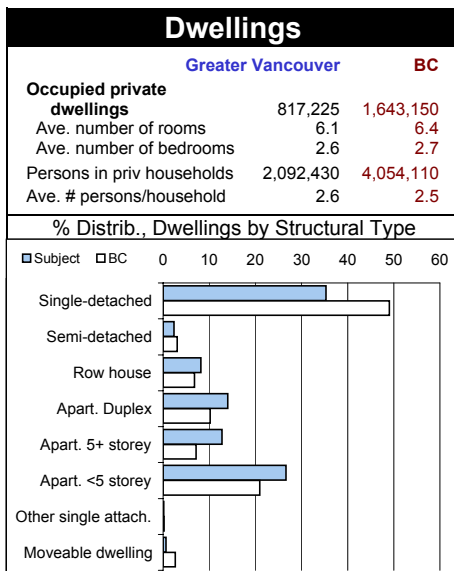 Dwellings
Greater Vancouver BC
Occupied private
dwellings 817,225 1,643,150
Ave. number of rooms 6.1 6.4
Ave. number of bedrooms 2.6 2.7
Persons in priv households 2,092,430 4,054,110
Ave. # persons/household 2.6 2.5
% Distrib., Dwellings by Structural Type
Subject BC 0 10 20 30 40 50 60
Single-detached
Semi-detached
Row house
Apart. Duplex
Apart. 5+ storey
Apart. <5 storey
Other single attach.
Moveable dwelling